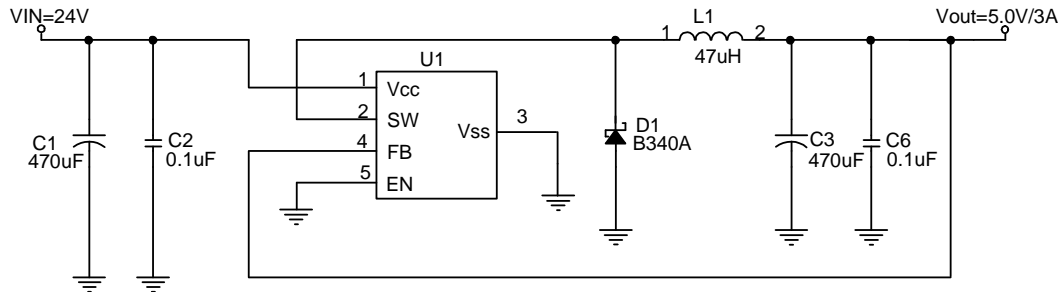 VIN=24V
L1
Vout=5.0V/3A
1
2
47uH
U1
1
Vcc
2
SW
4
FB
5
EN
Vss
3
C1
470uF
C2
0.1uF
D1
B340A
C3
470uF
C6
0.1uF